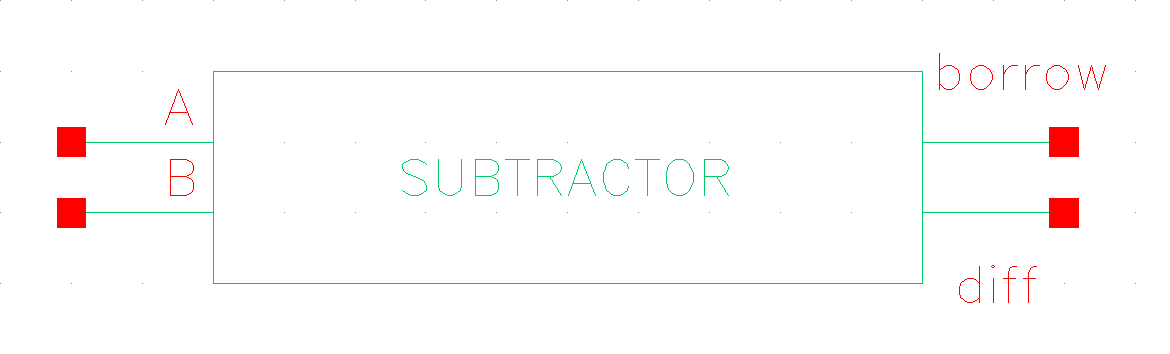 borrow
A
B
SUBTRACTOR
diff